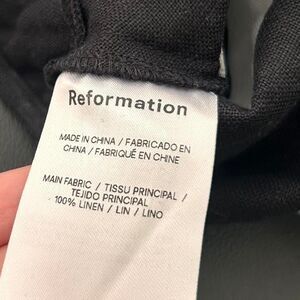 Reformation
MADE IN CHINA / FABRICADO EN
CHINA / FABRIQUÉ EN CHINE
MAIN FABRIC / TISSU PRINCIPAL /
TEJIDO PRINCIPAL
100% LINEN / LIN / LINO